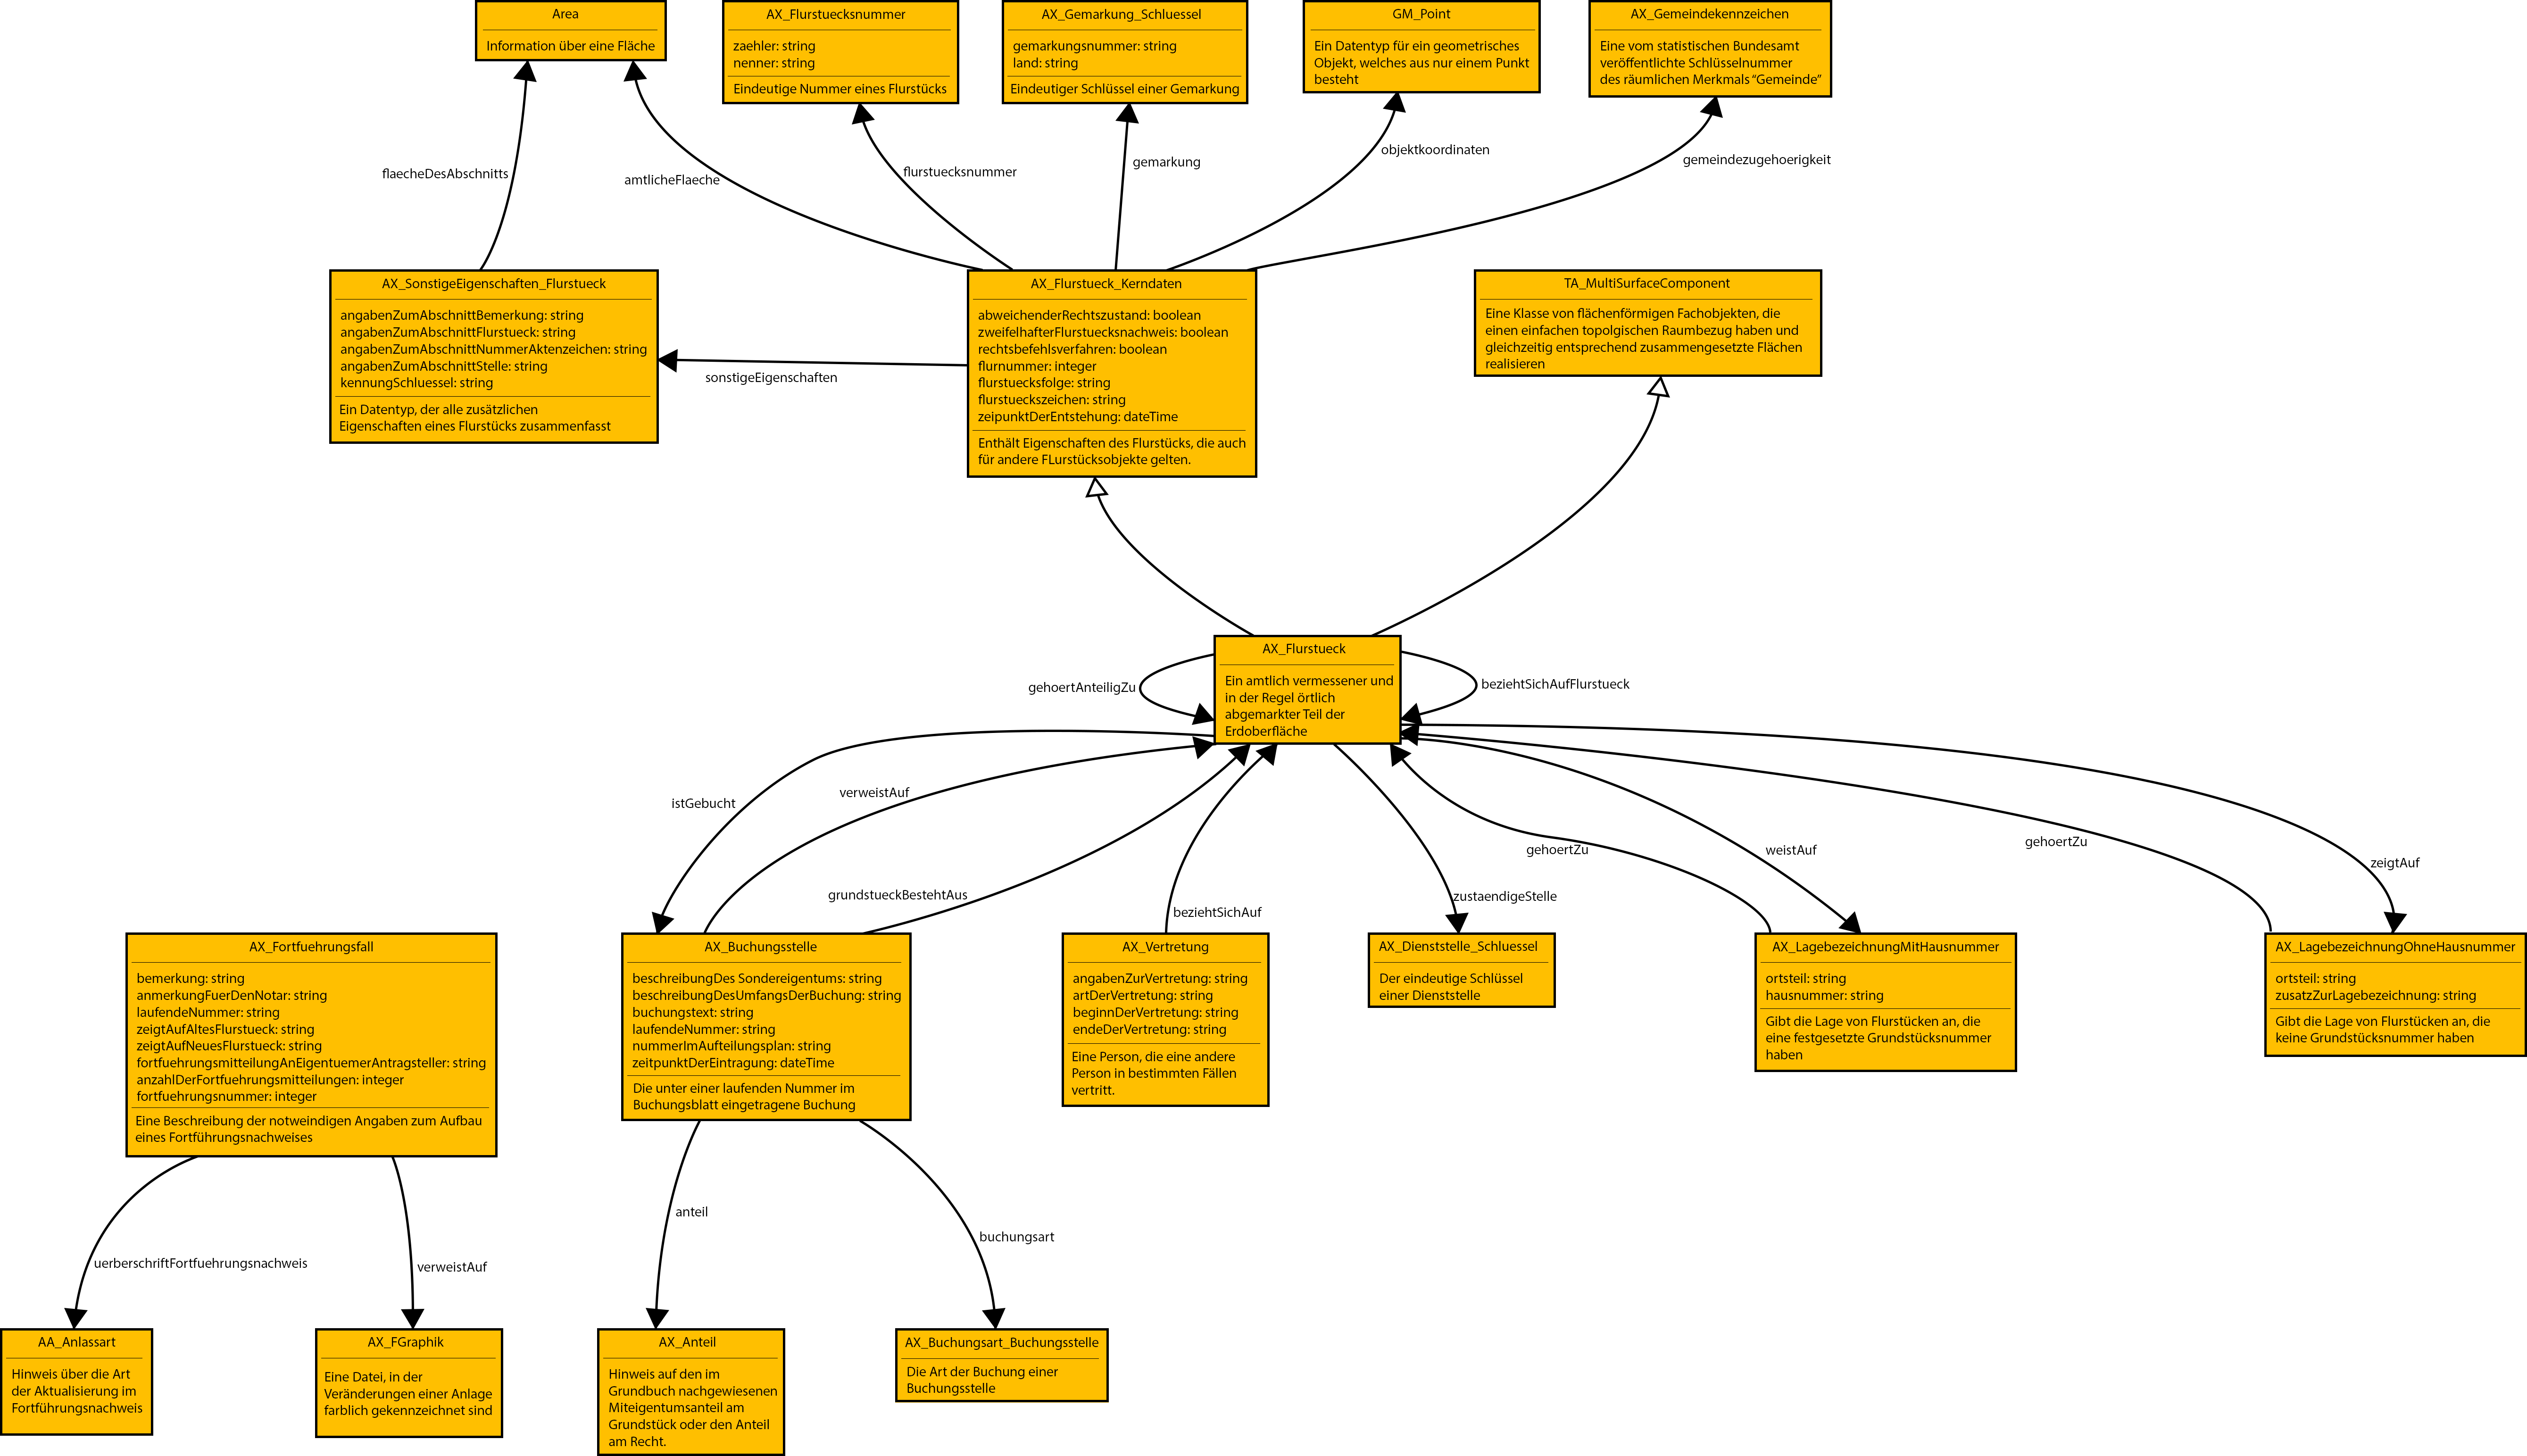 Area
Information über eine Fläche
AX_Flurstuecksnummer
zaehler: string
nenner: string
Eindeutige Nummer eines Flurstücks
AX_Gemarkung_Schluessel
gemarkungsnummer: string
land: string
Eindeutiger Schlüssel einer Gemarkung
GM_Point
Ein Datentyp für ein geometrisches
Objekt, welches aus nur einem Punkt
besteht
AX_Gemeindekennzeichen
Eine vom statistischen Bundesamt
veröffentlichte Schlüsselnummer
des räumlichen Merkmals “Gemeinde”
flaecheDesAbschnitts
amtlicheFlaeche
flurstuecksnummer
gemarkung
objektkoordinaten
gemeindezugehoerigkeit
AX_SonstigeEigenschaften_Flurstueck
angabenZumAbschnittBemerkung: string
angabenZumAbschnittFlurstueck: string
angabenZumAbschnittNummerAktenzeichen: string
angabenZumAbschnittStelle: string
kennungSchluessel: string
Ein Datentyp, der alle zusätzlichen
Eigenschaften eines Flurstücks zusammenfasst
sonstigeEigenschaften
AX_Flurstueck_Kerndaten
abweichenderRechtszustand: boolean
zweifelhafterFlurstuecksnachweis: boolean
rechtsbefehlsverfahren: boolean
flurnummer: integer
flurstuecksfolge: string
flurstueckszeichen: string
zeipunktDerEntstehung: dateTime
Enthält Eigenschaften des Flurstücks, die auch
für andere FLurstücksobjekte gelten.
TA_MultiSurfaceComponent
Eine Klasse von flächenförmigen Fachobjekten, die
einen einfachen topolgischen Raumbezug haben und
gleichzeitig entsprechend zusammengesetzte Flächen
realisieren
AX_Flurstueck
Ein amtlich vermessener und
in der Regel örtlich
abgemarkter Teil der
Erdoberfläche
gehoertAnteiligZu
beziehtSichAufFlurstueck
istGebucht
verweistAuf
grundstueckBestehtAus
beziehtSichAuf
zustaendigeStelle
gehoertZu
weistAuf
gehoertZu
zeigtAuf
AX_Fortfuehrungsfall
bemerkung: string
anmerkungFuerDenNotar: string
laufendeNummer: string
zeigtAufAltesFlurstueck: string
zeigtAufNeuesFlurstueck: string
fortfuehrungsmitteilungAnEigentuemerAntragsteller: string
anzahlDerFortfuehrungsmitteilungen: integer
fortfuehrungsnummer: integer
Eine Beschreibung der notweindigen Angaben zum Aufbau
eines Fortführungsnachweises
AX_Buchungsstelle
beschreibungDes Sondereigentums: string
beschreibungDesUmfangsDerBuchung: string
buchungstext: string
laufendeNummer: string
nummerImAufteilungsplan: string
zeitpunktDerEintragung: dateTime
Die unter einer laufenden Nummer im
Buchungsblatt eingetragene Buchung
AX_Vertretung
angabenZurVertretung: string
artDerVertretung: string
beginnDerVertretung: string
endeDerVertretung: string
Eine Person, die eine andere
Person in bestimmten Fällen
vertritt.
AX_Dienststelle_Schluessel
Der eindeutige Schlüssel
einer Dienststelle
AX_LagebezeichnungMitHausnummer
ortsteil: string
hausnummer: string
Gibt die Lage von Flurstücken an, die
eine festgesetzte Grundstücksnummer
haben
AX_LagebezeichnungOhneHausnummer
ortsteil: string
zusatzZurLagebezeichnung: string
Gibt die Lage von Flurstücken an, die
keine Grundstücksnummer haben
uerberschriftFortfuehrungsnachweis
verweistAuf
anteil
buchungsart
AA_Anlassart
Hinweis über die Art
der Aktualisierung im
Fortführungsnachweis
AX_FGraphik
Eine Datei, in der
Veränderungen einer Anlage
farblich gekennzeichnet sind
AX_Anteil
Hinweis auf den im
Grundbuch nachgewiesenen
Miteigentumsanteil am
Grundstück oder den Anteil
am Recht.
AX_Buchungsart_Buchungsstelle
Die Art der Buchung einer
Buchungsstelle